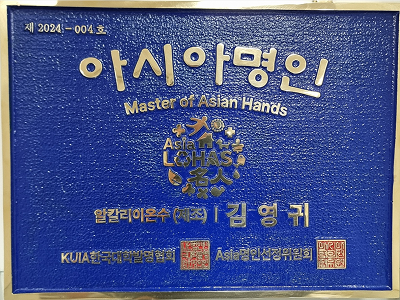 제 2024 - 004 호
아시아명인
Master of Asian Hands
Asia
LOHAS
名人
알칼리이온수(제조) | 김영귀
KUIA한국대학발명협회 Asia명인선정위원회